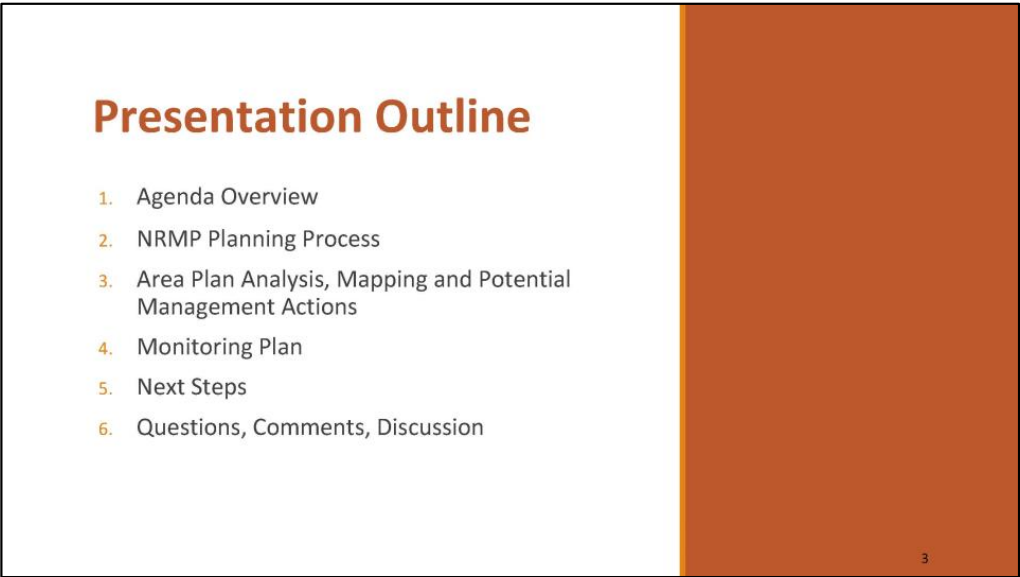 Presentation Outline
1. Agenda Overview
2. NRMP Planning Process
3. Area Plan Analysis, Mapping and Potential
Management Actions
4. Monitoring Plan
5. Next Steps
6. Questions, Comments, Discussion
3